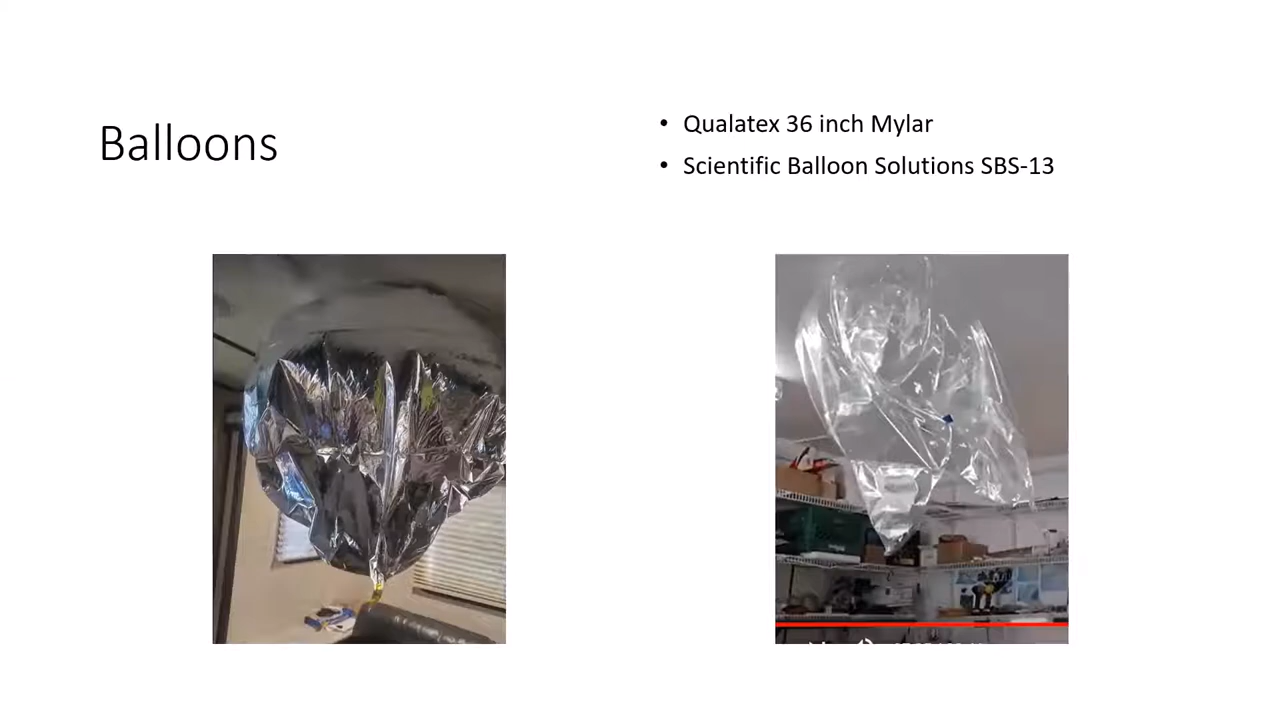 Balloons
• Qualatex 36 inch Mylar
• Scientific Balloon Solutions SBS-13